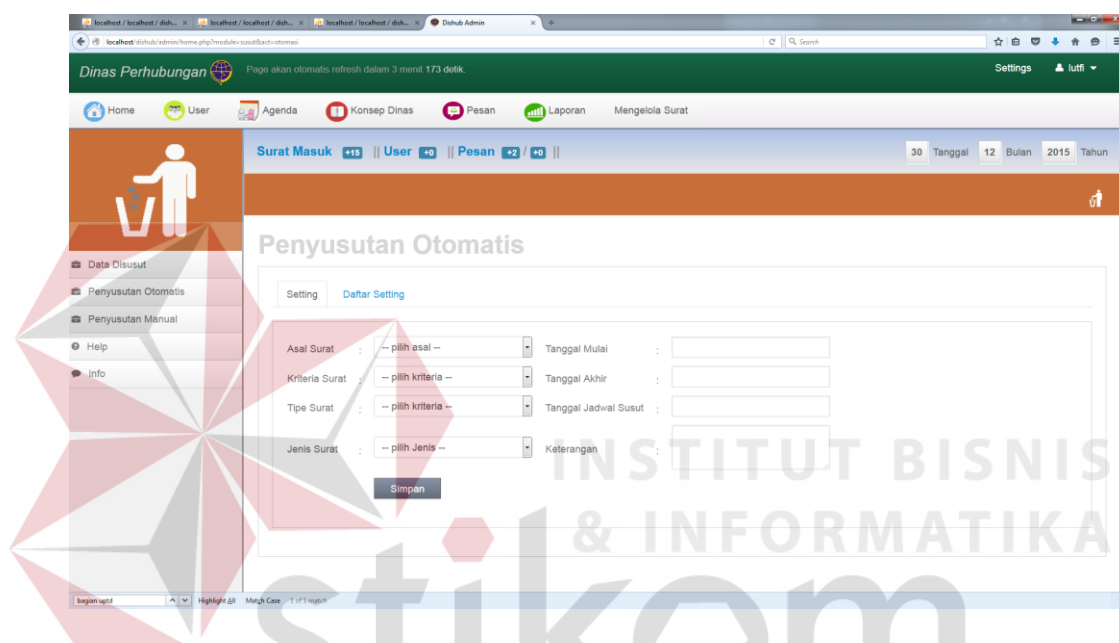 localhost / localhost / dish... × localhost / localhost / dish... × localhost / localhost / dish... × Dishub Admin × +
localhost/dishub/admin/home.php?module=susut&act=otomasi Search
Dinas Perhubungan Page akan otomatis refresh dalam 3 menit 173 detik. Settings lutfi
Home User Agenda Konsep Dinas Pesan Laporan Mengelola Surat
Surat Masuk +15 || User +0 || Pesan +2 / +0 || 30 Tanggal 12 Bulan 2015 Tahun
Penyusutan Otomatis
Data Disusut
Penyusutan Otomatis
Penyusutan Manual
Help
Info
Setting Daftar Setting
Asal Surat : -- pilih asal -- Tanggal Mulai :
Kriteria Surat : -- pilih kriteria -- Tanggal Akhir :
Tipe Surat : -- pilih kriteria -- Tanggal Jadwal Susut :
Jenis Surat : -- pilih Jenis -- Keterangan :
Simpan
INSTITUT BISNIS
& INFORMATIKA
stikom
bagian uptd Highlight All Match Case 1 of 1 match